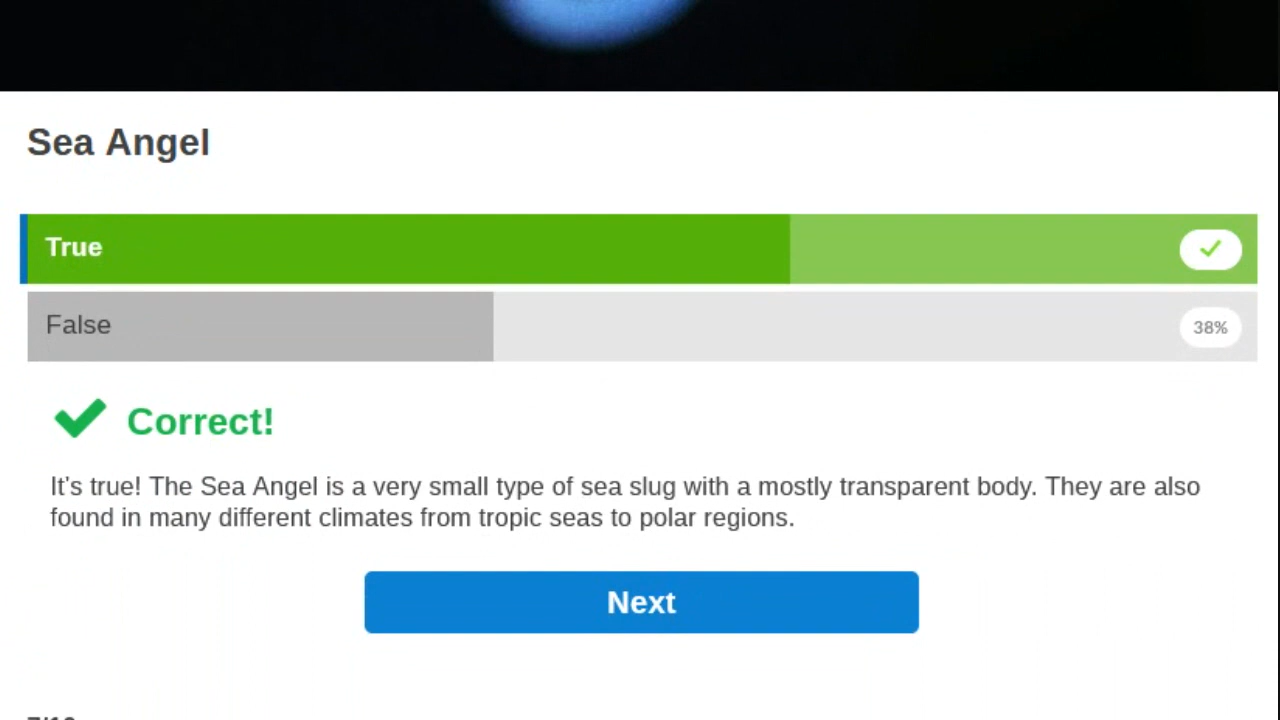 Sea Angel
True
False
38%
Correct!
It's true! The Sea Angel is a very small type of sea slug with a mostly transparent body. They are also
found in many different climates from tropic seas to polar regions.
Next